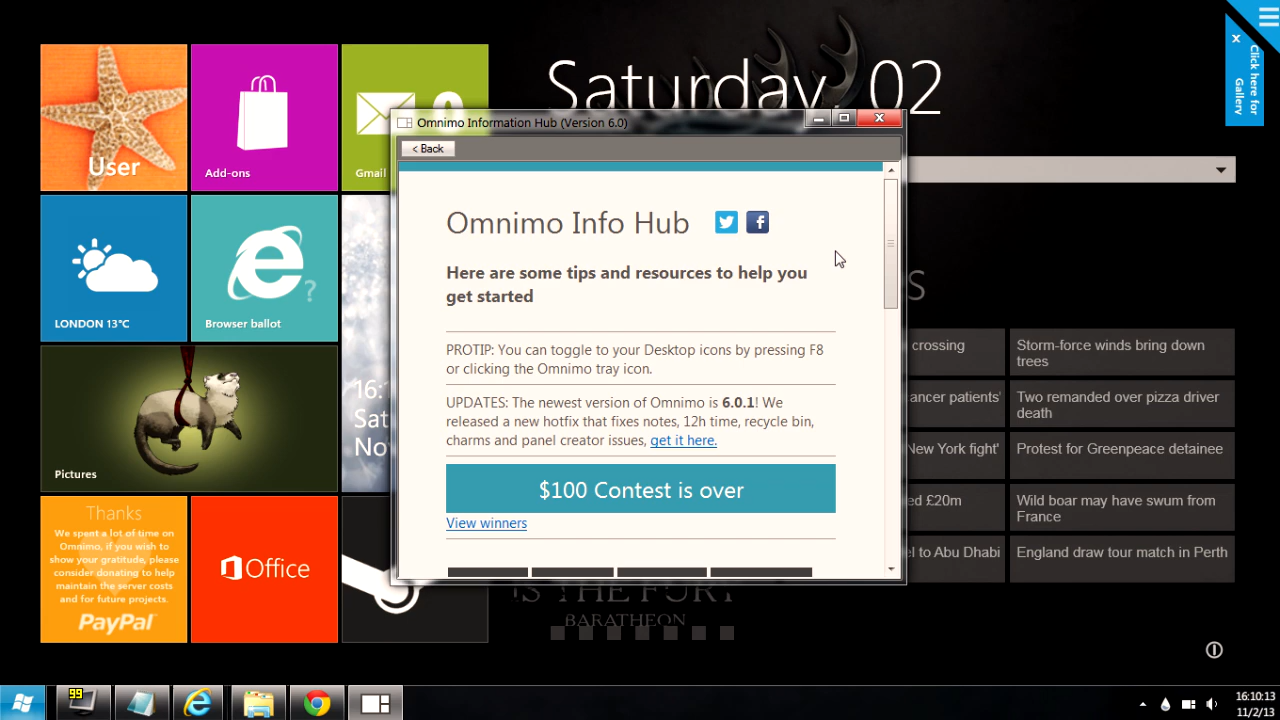 Saturday, 02
Click here for
Gallery
User
Add-ons
Gmail
0
LONDON 13°C
Browser ballot
?
16:
Sat
Nov
Pictures
Thanks
We spent a lot of time on
Omnimo, if you wish to
show your gratitude, please
consider donating to help
maintain the server costs
and for future projects.
PayPal
Office
Omnimo Information Hub (Version 6.0)
< Back
Omnimo Info Hub
Here are some tips and resources to help you
get started
PROTIP: You can toggle to your Desktop icons by pressing F8
or clicking the Omnimo tray icon.
UPDATES: The newest version of Omnimo is 6.0.1! We
released a new hotfix that fixes notes, 12h time, recycle bin,
charms and panel creator issues, get it here.
$100 Contest is over
View winners
S
crossing
Storm-force winds bring down
trees
ancer patients'
Two remanded over pizza driver
death
New York fight'
Protest for Greenpeace detainee
ed £20m
Wild boar may have swum from
France
el to Abu Dhabi
England draw tour match in Perth
IS THE FURY
BARATHEON
99
16:10:13
11/2/13